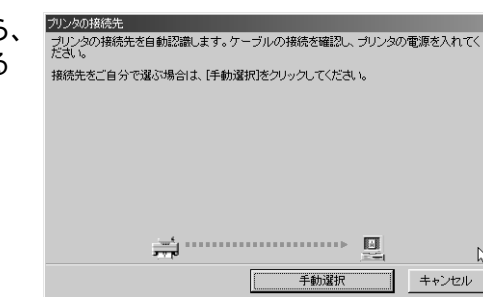 ら、
る
プリンタの接続先
プリンタの接続先を自動認識します。ケーブルの接続を確認し、プリンタの電源を入れてく
ださい。
接続先をご自分で選ぶ場合は、[手動選択]をクリックしてください。
手動選択
キャンセル